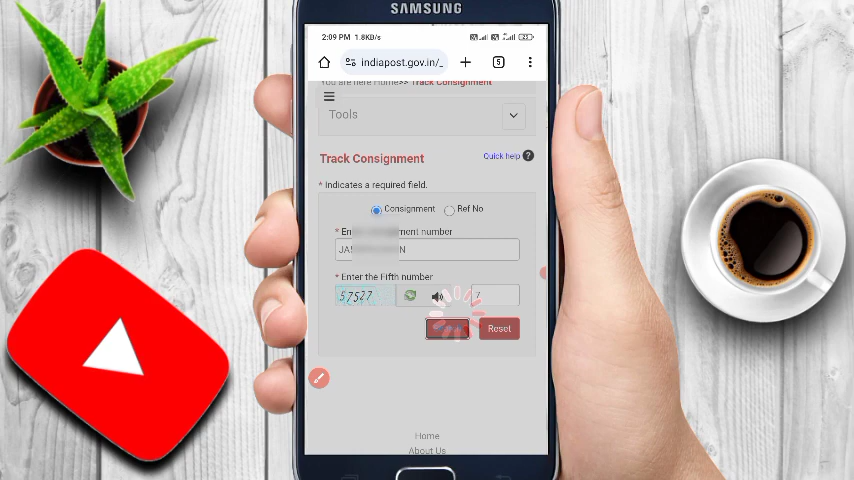 SAMSUNG
2:09 PM 1.8KB/s
indiapost.gov.in/_
5
You are here Home>> Track Consignment
Tools
Track Consignment
Quick help ?
* Indicates a required field.
Consignment Ref No
* En ment number
JA N
* Enter the Fifth number
57527
7
Reset
Home
About Us